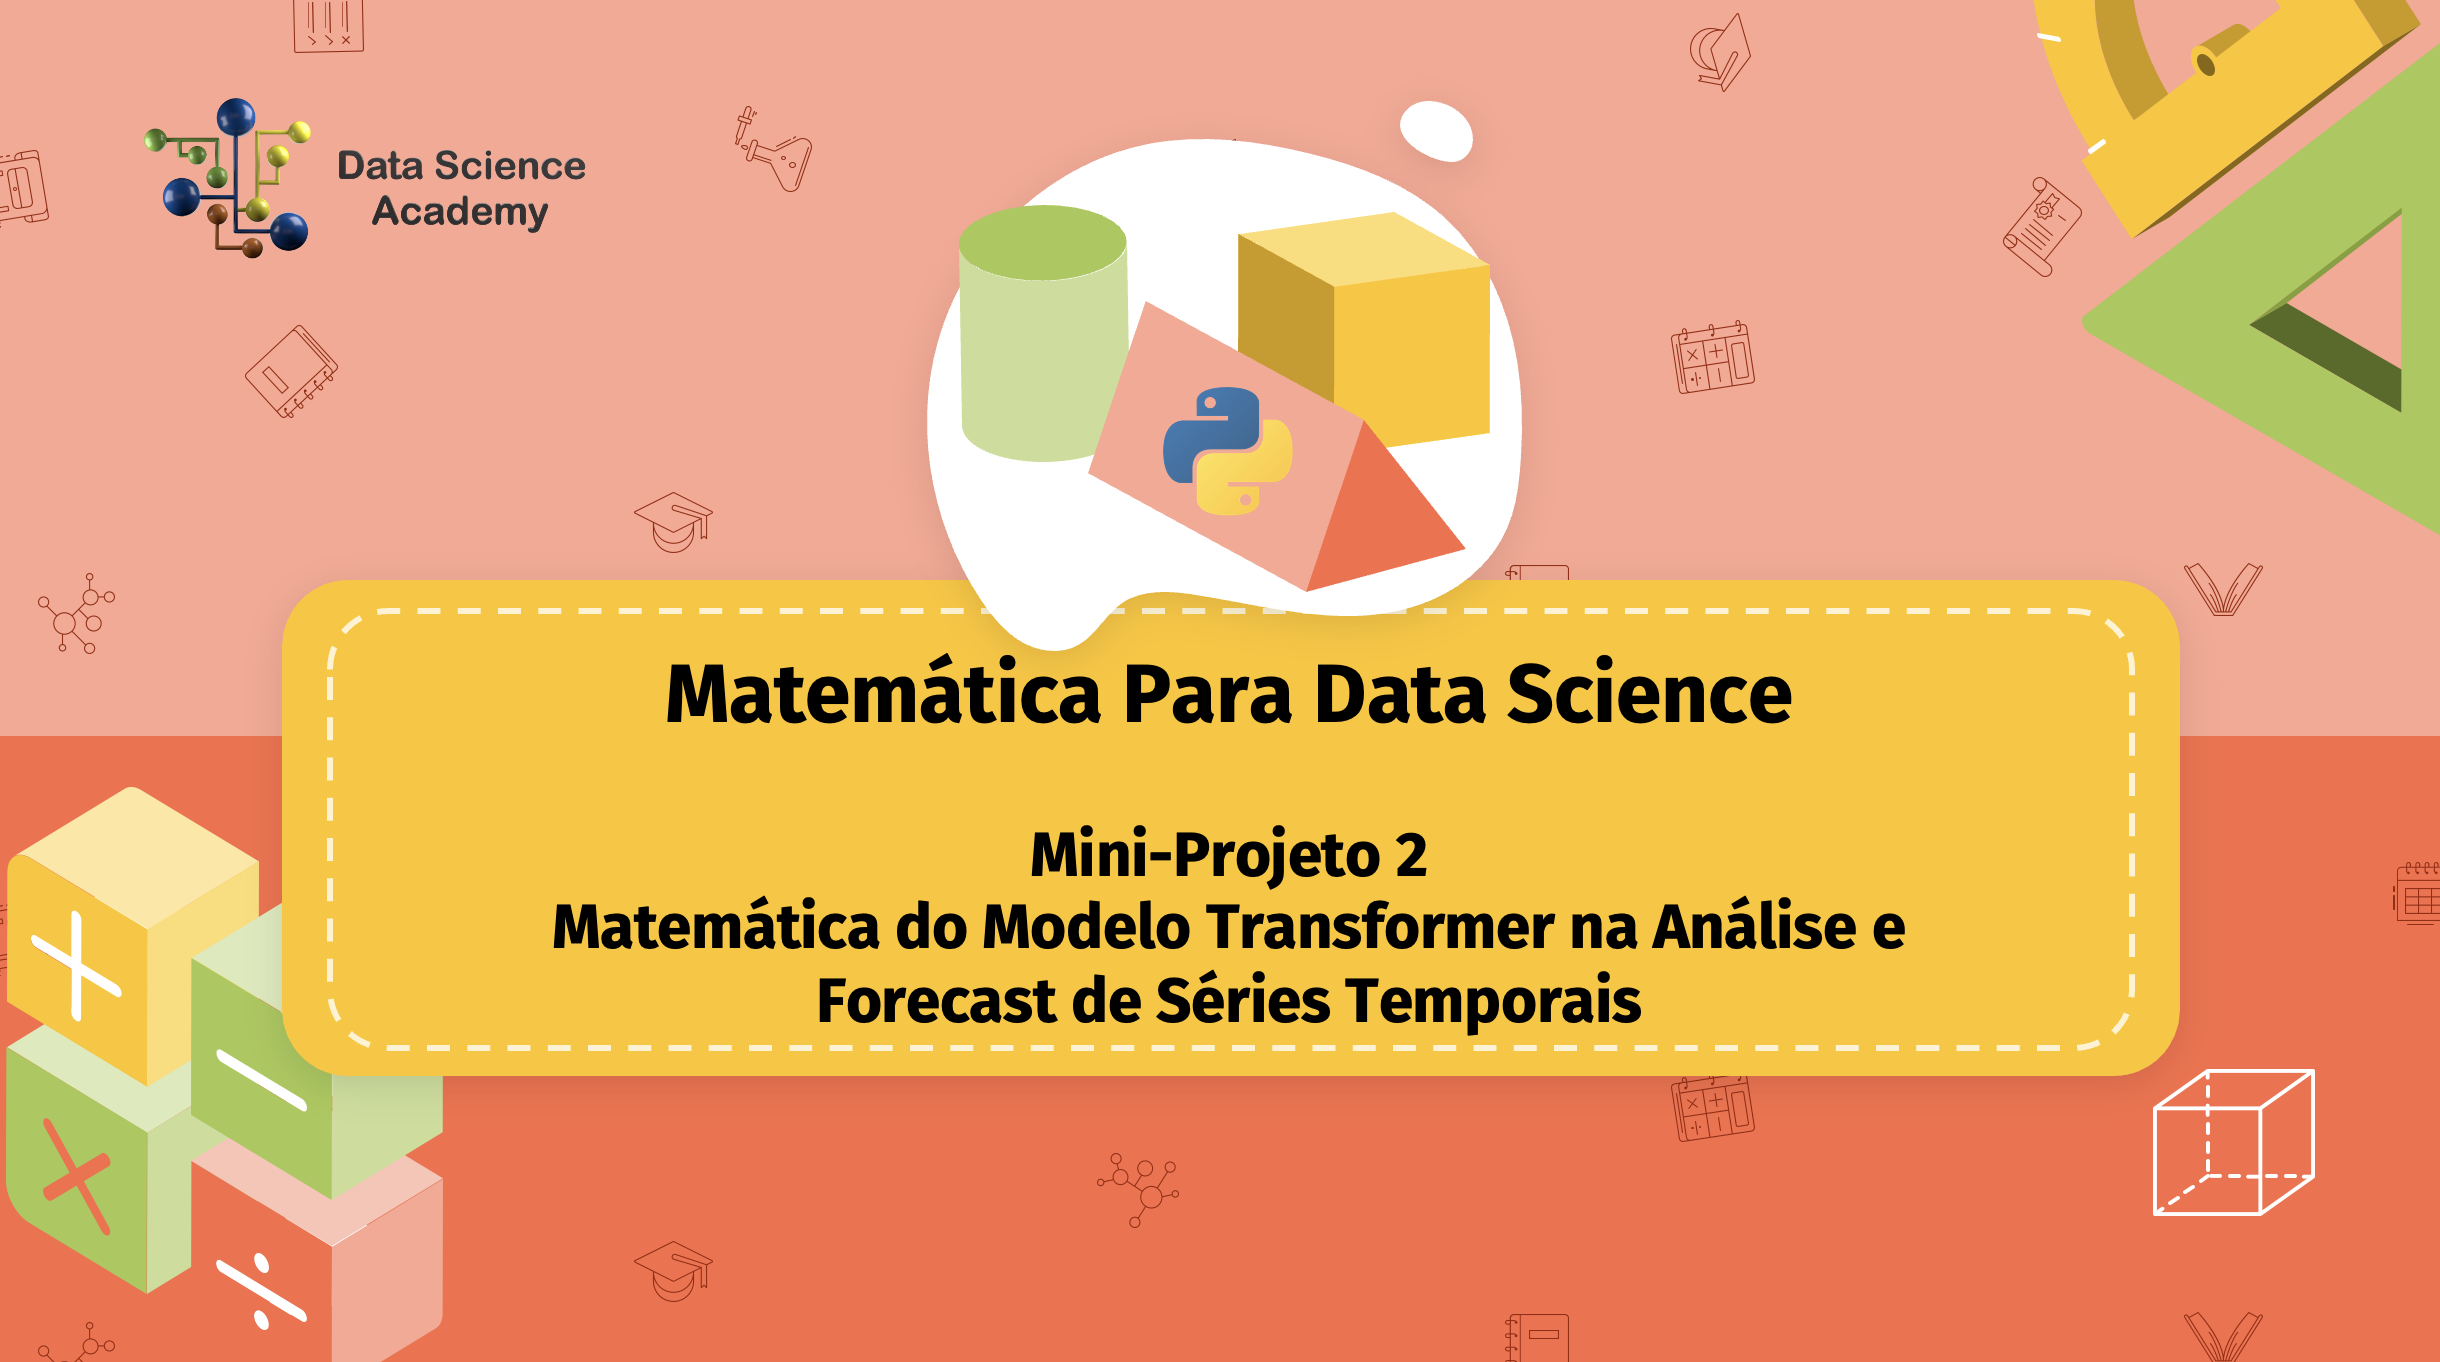 Data Science
Academy
Matemática Para Data Science
Mini-Projeto 2
Matemática do Modelo Transformer na Análise e
Forecast de Séries Temporais